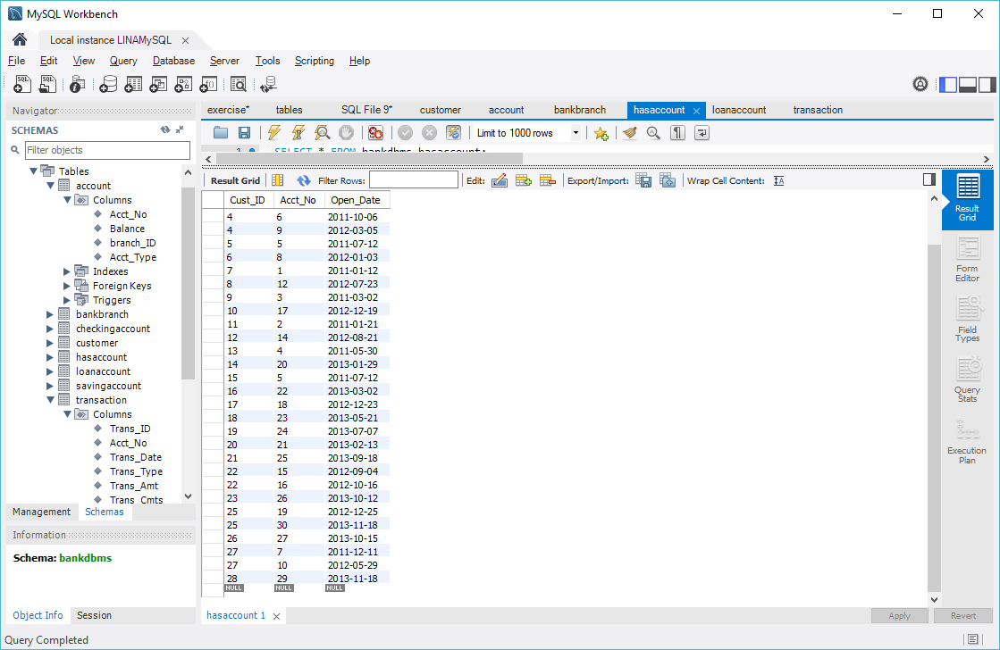 MySQL Workbench
Local instance LINAMySQL
File Edit View Query Database Server Tools Scripting Help
Navigator
SCHEMAS
Filter objects
Tables
account
Columns
Acct_No
Balance
branch_ID
Acct_Type
Indexes
Foreign Keys
Triggers
bankbranch
checkingaccount
customer
hasaccount
loanaccount
savingaccount
transaction
Columns
Trans_ID
Acct_No
Trans_Date
Trans_Type
Trans_Amt
Trans_Cmts
Management Schemas
Information
Schema: bankdbms
Object Info Session
exercise* tables SQL File 9* customer account bankbranch hasaccount loanaccount transaction
Limit to 1000 rows
1 SELECT * FROM bankdbms.hasaccount;
Result Grid Filter Rows: Edit: Export/Import: Wrap Cell Content:
Cust_ID Acct_No Open_Date
4 6 2011-10-06
4 9 2012-03-05
5 5 2011-07-12
6 8 2012-01-03
7 1 2011-01-12
8 12 2012-07-23
9 3 2011-03-02
10 17 2012-12-19
11 2 2011-01-21
12 14 2012-08-21
13 4 2011-05-30
14 20 2013-01-29
15 5 2011-07-12
16 22 2013-03-02
17 18 2012-12-23
18 23 2013-05-21
19 24 2013-07-07
20 21 2013-02-13
21 25 2013-09-18
22 15 2012-09-04
22 16 2012-10-16
23 26 2013-10-12
25 19 2012-12-25
25 30 2013-11-18
26 27 2013-10-15
27 7 2011-12-11
27 10 2012-05-29
28 29 2013-11-18
NULL NULL NULL
Result
Grid
Form
Editor
Field
Types
Query
Stats
Execution
Plan
hasaccount 1
Apply Revert
Query Completed